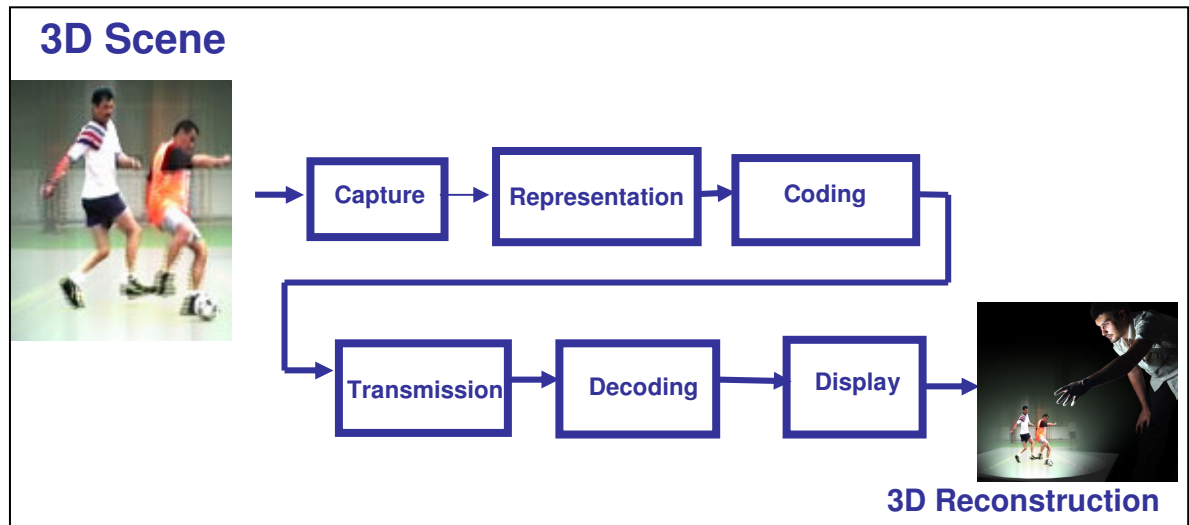 3D Scene
Capture
Representation
Coding
Transmission
Decoding
Display
3D Reconstruction